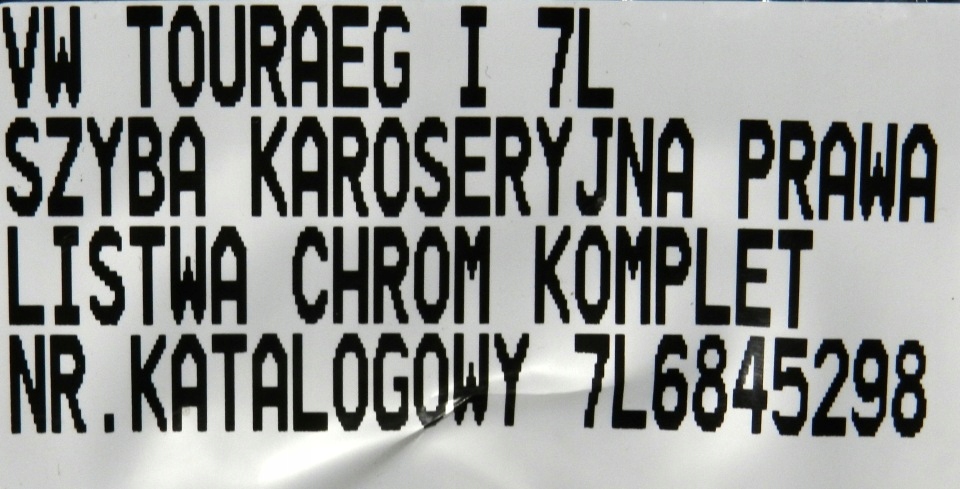 VW TOURAEG I 7L
SZYBA KAROSERYJNA PRAWA
LISTWA CHROM KOMPLET
NR.KATALOGOWY 7L6845298